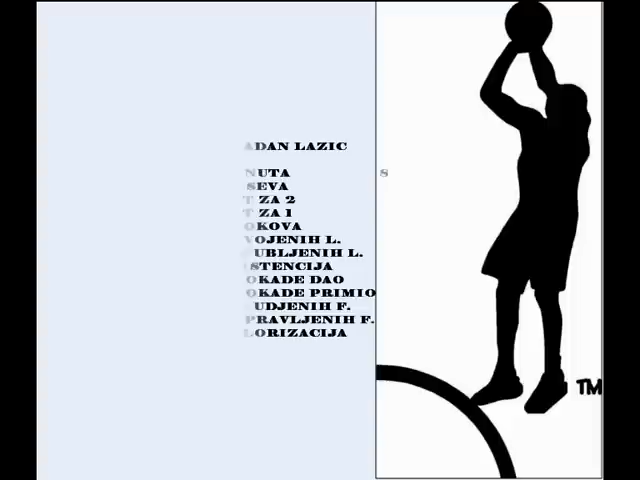 ADAN LAZIC
NUTA S
SEVA
T ZA 2
T ZA 1
OKOVA
VOJENIH L.
UBLJENIH L.
STENCIJA
OKADE DAO
OKADE PRIMIO
UDJENIH F.
PRAVLJENIH F.
LORIZACIJA
TM